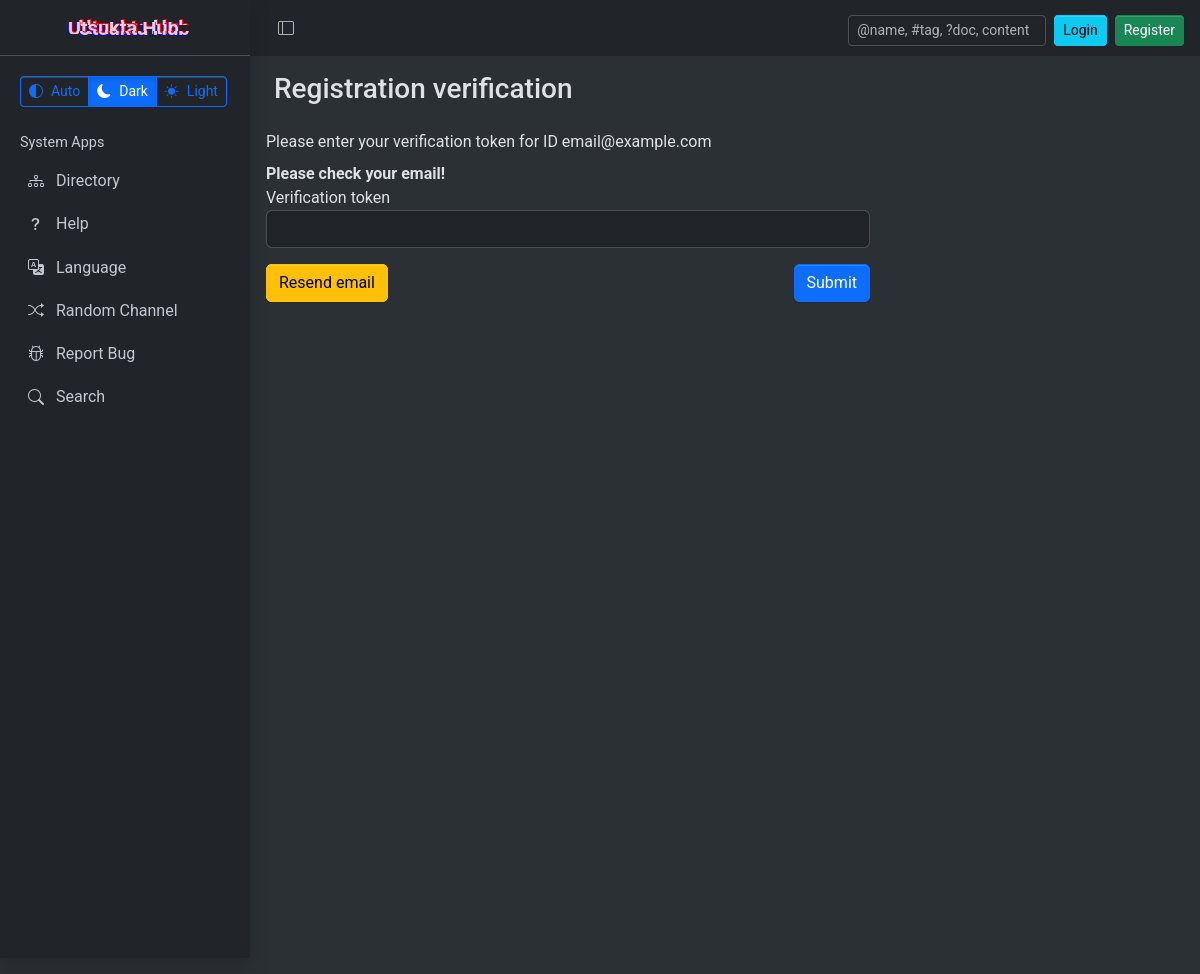 Utsukta Hub
@name, #tag, ?doc, content
Login
Register
Auto
Dark
Light
System Apps
Directory
Help
Language
Random Channel
Report Bug
Search
Registration verification
Please enter your verification token for ID email@example.com
Please check your email!
Verification token
Resend email
Submit